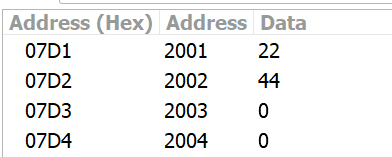 Address (Hex) Address Data
07D1 2001 22
07D2 2002 44
07D3 2003 0
07D4 2004 0